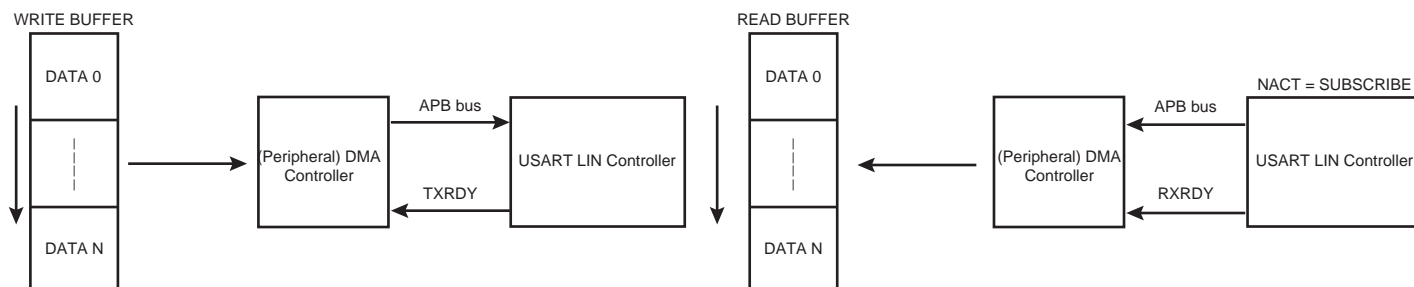 WRITE BUFFER
DATA 0
DATA N
(Peripheral) DMA
Controller
APB bus
TXRDY
USART LIN Controller
READ BUFFER
DATA 0
DATA N
(Peripheral) DMA
Controller
APB bus
RXRDY
NACT = SUBSCRIBE
USART LIN Controller